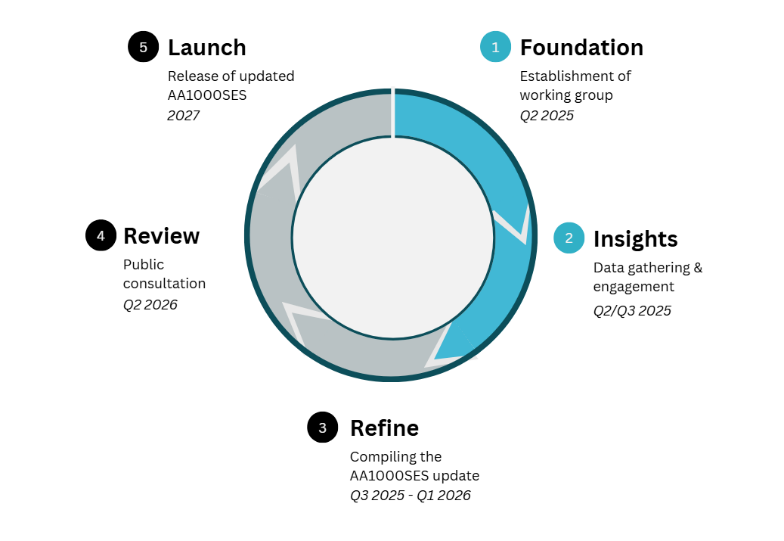 1 Foundation
Establishment of
working group
Q2 2025
2 Insights
Data gathering &
engagement
Q2/Q3 2025
3 Refine
Compiling the
AA1000SES update
Q3 2025 - Q1 2026
4 Review
Public
consultation
Q2 2026
5 Launch
Release of updated
AA1000SES
2027